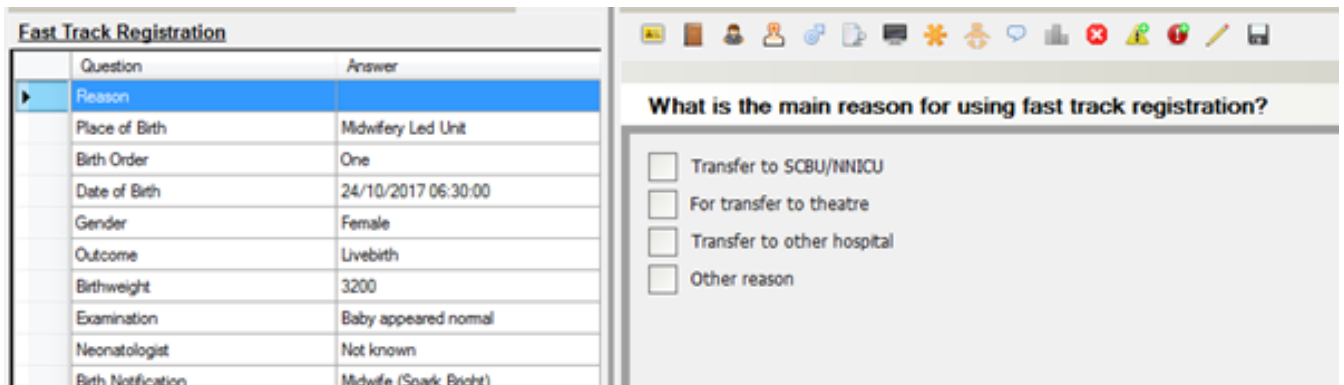 Fast Track Registration
Question Answer
Reason
Place of Birth Midwifery Led Unit
Birth Order One
Date of Birth 24/10/2017 06:30:00
Gender Female
Outcome Livebirth
Birthweight 3200
Examination Baby appeared normal
Neonatologist Not known
Birth Notification Midwife (Spark Bright)
What is the main reason for using fast track registration?
Transfer to SCBU/NNICU
For transfer to theatre
Transfer to other hospital
Other reason